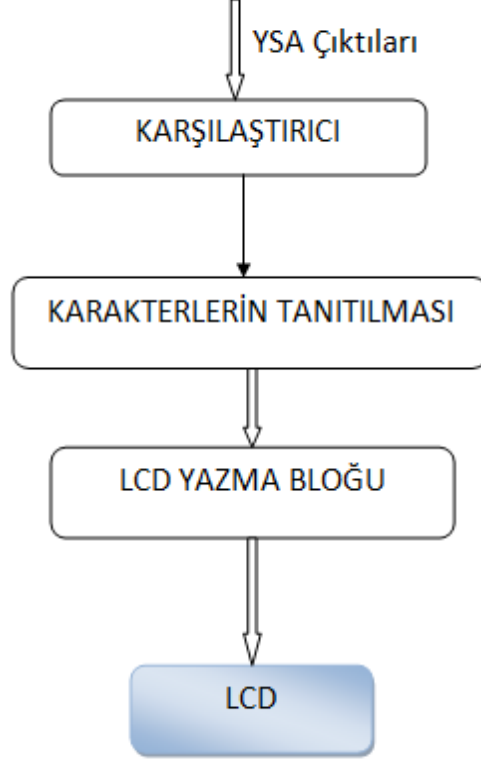 YSA Çıktıları
KARŞILAŞTIRICI
KARAKTERLERİN TANITILMASI
LCD YAZMA BLOĞU
LCD